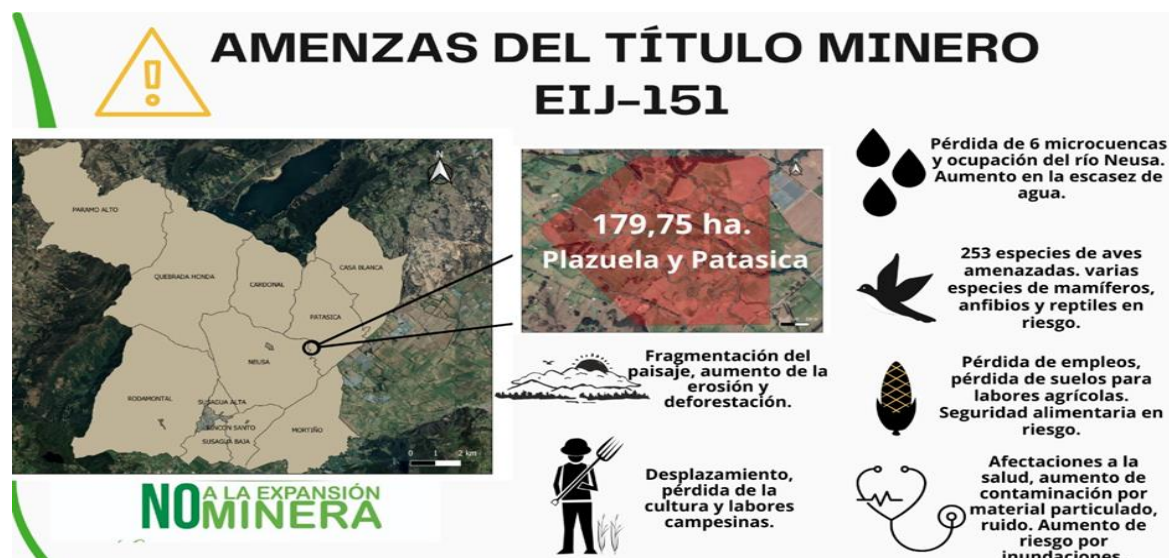 AMENZAS DEL TÍTULO MINERO
EIJ-151
PARAMO ALTO
QUEBRADA HONDA
CARDONAL
CASA BLANCA
PATASICA
NEUSA
RODAMONTAL
SUSAGUA ALTA
RINCON SANTO
SUSAGUA BAJA
MORTIÑO
N
0 1 2 km
NO A LA EXPANSIÓN
MINERA
179,75 ha.
Plazuela y Patasica
Fragmentación del
paisaje, aumento de la
erosión y
deforestación.
Desplazamiento,
pérdida de la
cultura y labores
campesinas.
Pérdida de 6 microcuencas
y ocupación del río Neusa.
Aumento en la escasez de
agua.
253 especies de aves
amenazadas. varias
especies de mamíferos,
anfibios y reptiles en
riesgo.
Pérdida de empleos,
pérdida de suelos para
labores agrícolas.
Seguridad alimentaria en
riesgo.
Afectaciones a la
salud, aumento de
contaminación por
material particulado,
ruido. Aumento de
riesgo por
inundaciones